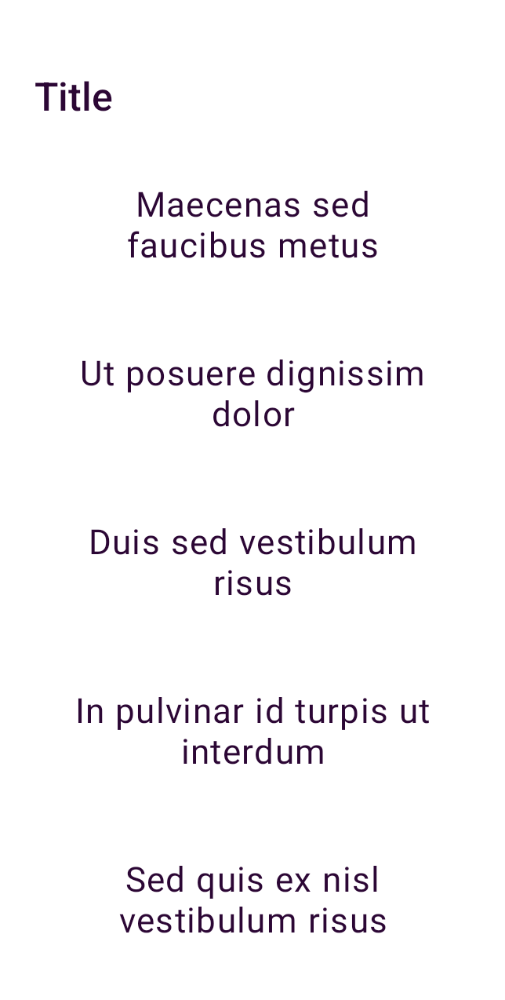 Title
Maecenas sed
faucibus metus
Ut posuere dignissim
dolor
Duis sed vestibulum
risus
In pulvinar id turpis ut
interdum
Sed quis ex nisl
vestibulum risus